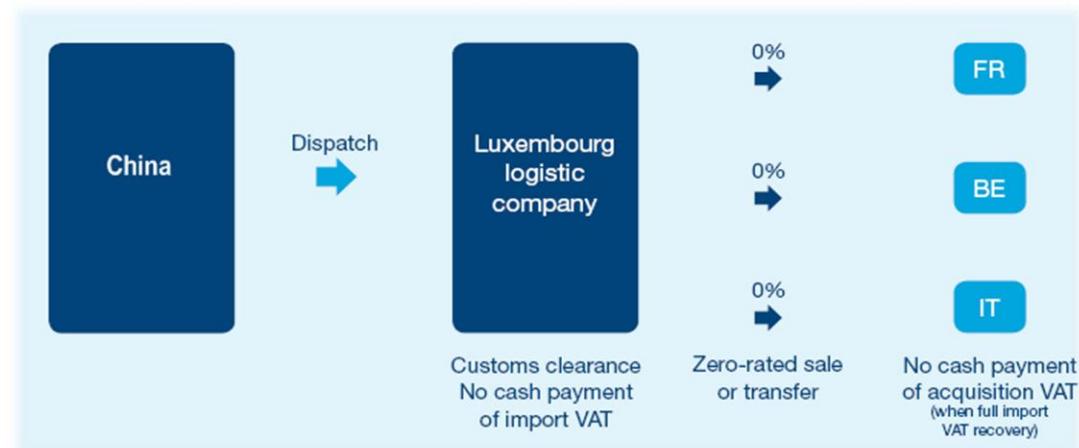 China
Dispatch
Luxembourg
logistic
company
0%
FR
0%
BE
0%
IT
Customs clearance
No cash payment
of import VAT
Zero-rated sale
or transfer
No cash payment
of acquisition VAT
(when full import
VAT recovery)